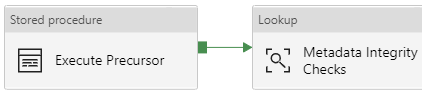 Stored procedure
Execute Precursor
Lookup
Metadata Integrity
Checks